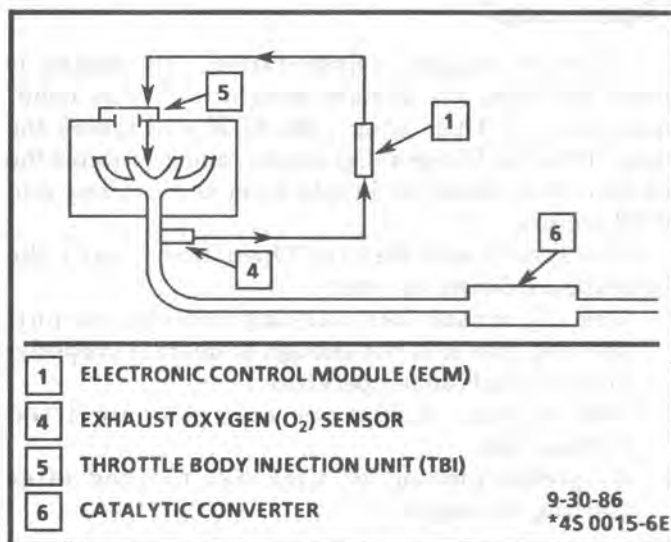 5
1
4
6
1 ELECTRONIC CONTROL MODULE (ECM)
4 EXHAUST OXYGEN (O₂) SENSOR
5 THROTTLE BODY INJECTION UNIT (TBI)
6 CATALYTIC CONVERTER
9-30-86
*4S 0015-6E